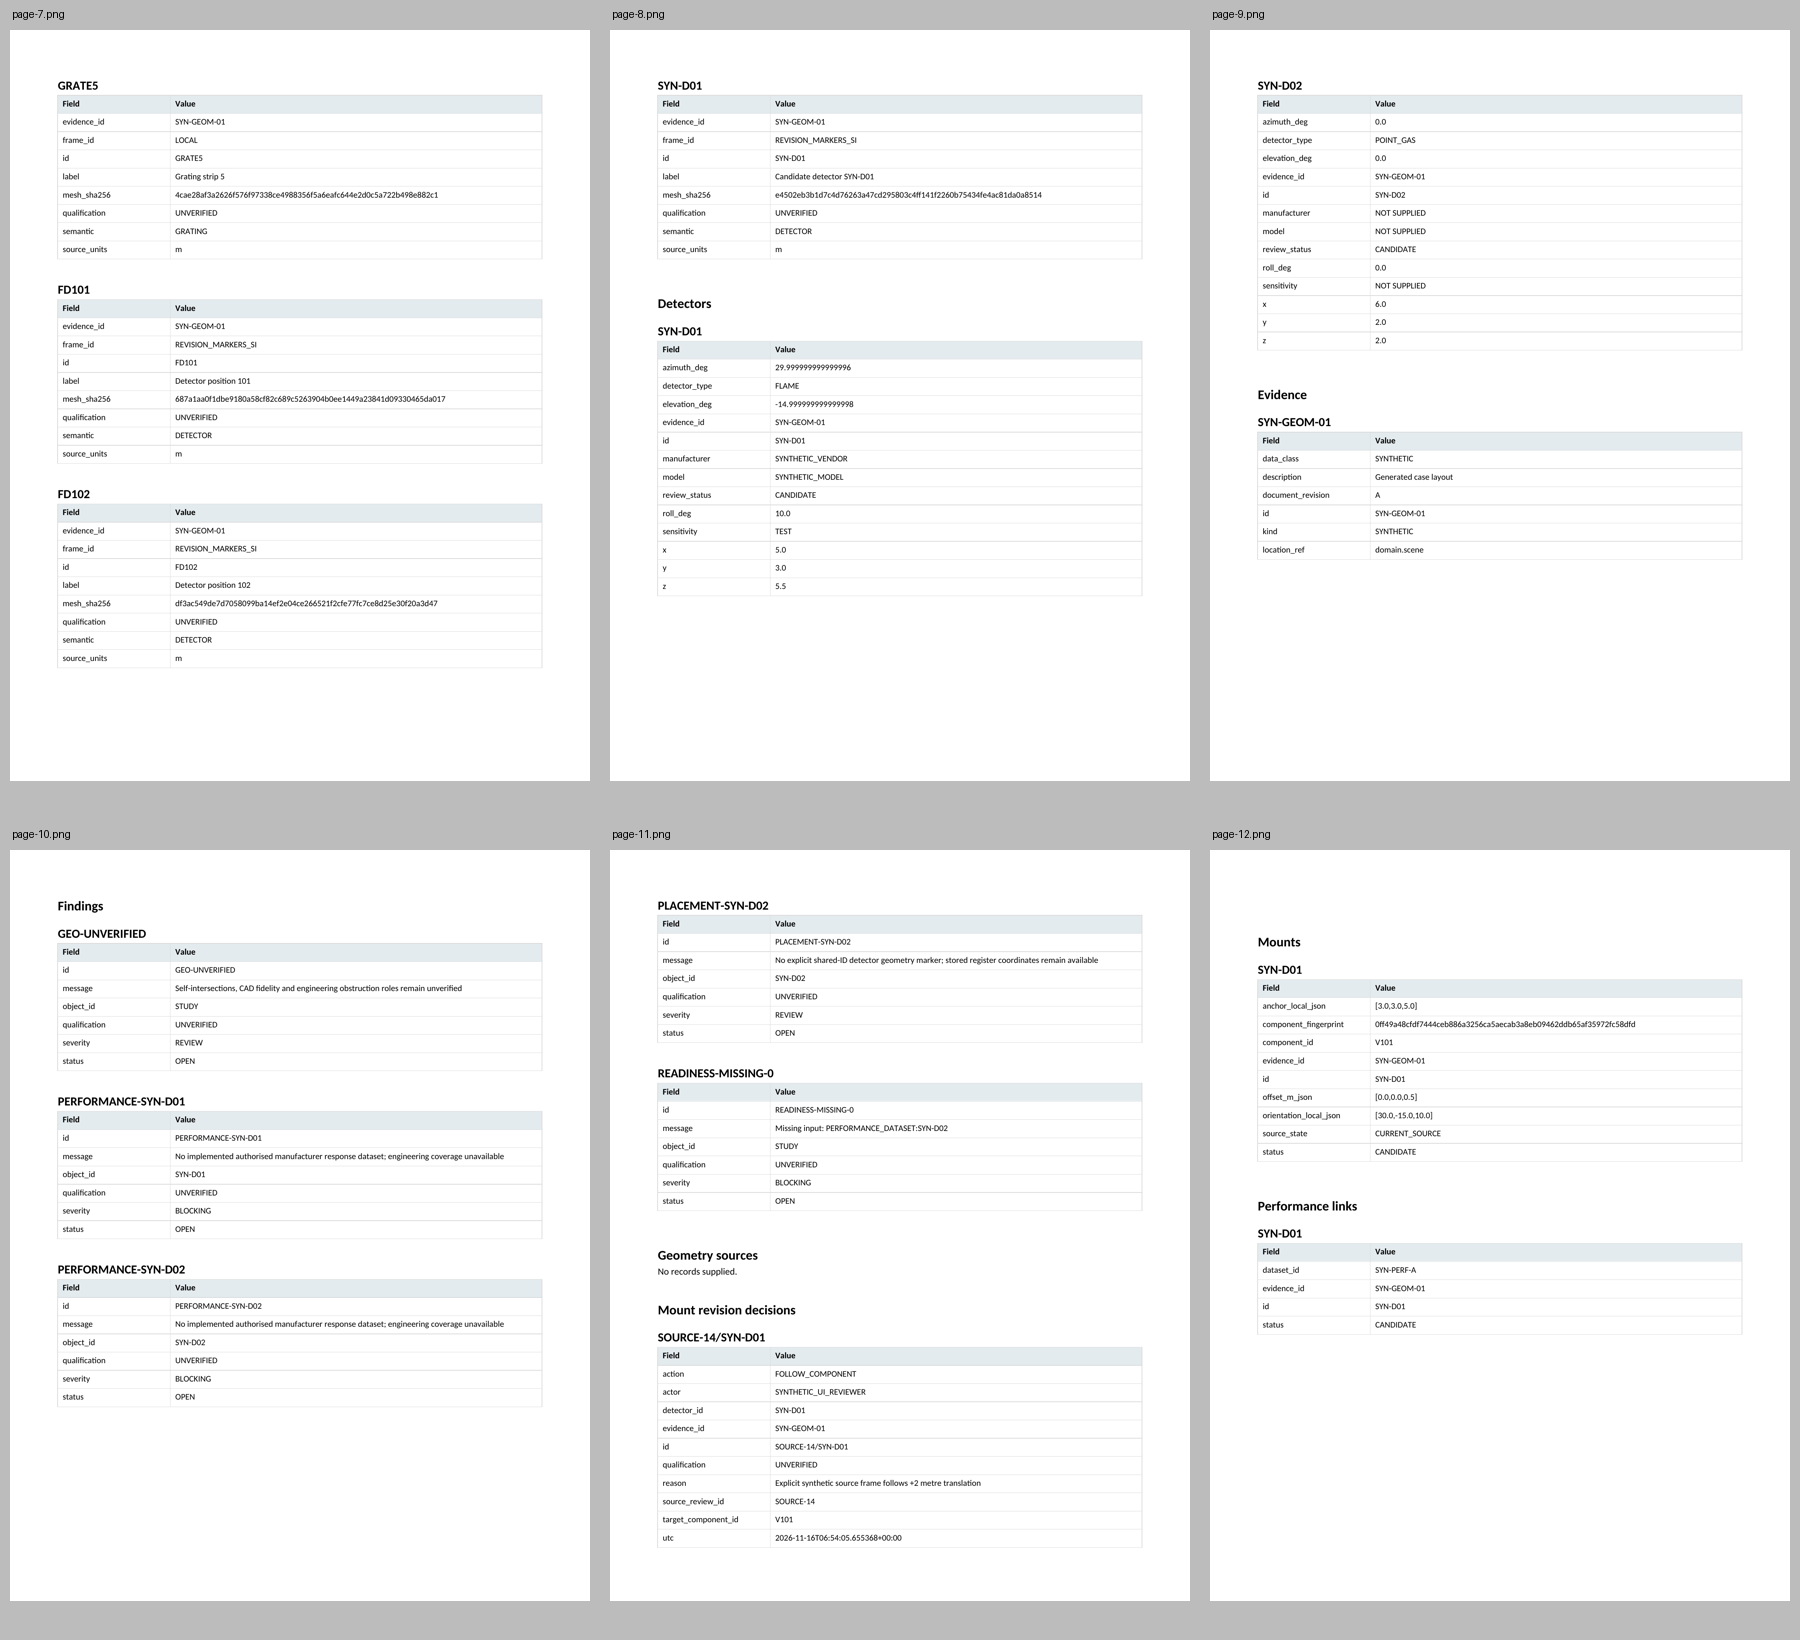 page-7.png
GRATE5
Field Value
evidence_id SYN-GEOM-01
frame_id LOCAL
id GRATE5
label Grating strip 5
mesh_sha256 4cae28af3a2626f576f97338ce4988356f5a6eafc644e2d0c5a722b498e882c1
qualification UNVERIFIED
semantic GRATING
source_units m
FD101
Field Value
evidence_id SYN-GEOM-01
frame_id REVISION_MARKERS_SI
id FD101
label Detector position 101
mesh_sha256 687a1aa0f1dbe9180a58cf82c689c5263904b0ee1449a23841d09330465da017
qualification UNVERIFIED
semantic DETECTOR
source_units m
FD102
Field Value
evidence_id SYN-GEOM-01
frame_id REVISION_MARKERS_SI
id FD102
label Detector position 102
mesh_sha256 df3ac549de7d7058099ba14ef2e04ce266521f2cfe77fc7ce8d25e30f20a3d47
qualification UNVERIFIED
semantic DETECTOR
source_units m
page-8.png
SYN-D01
Field Value
evidence_id SYN-GEOM-01
frame_id REVISION_MARKERS_SI
id SYN-D01
label Candidate detector SYN-D01
mesh_sha256 e4502eb3b1d7c4d76263a47cd295803c4ff141f2260b75434fe4ac81da0a8514
qualification UNVERIFIED
semantic DETECTOR
source_units m
Detectors
SYN-D01
Field Value
azimuth_deg 29.999999999999996
detector_type FLAME
elevation_deg -14.999999999999998
evidence_id SYN-GEOM-01
id SYN-D01
manufacturer SYNTHETIC_VENDOR
model SYNTHETIC_MODEL
review_status CANDIDATE
roll_deg 10.0
sensitivity TEST
x 5.0
y 3.0
z 5.5
page-9.png
SYN-D02
Field Value
azimuth_deg 0.0
detector_type POINT_GAS
elevation_deg 0.0
evidence_id SYN-GEOM-01
id SYN-D02
manufacturer NOT SUPPLIED
model NOT SUPPLIED
review_status CANDIDATE
roll_deg 0.0
sensitivity NOT SUPPLIED
x 6.0
y 2.0
z 2.0
Evidence
SYN-GEOM-01
Field Value
data_class SYNTHETIC
description Generated case layout
document_revision A
id SYN-GEOM-01
kind SYNTHETIC
location_ref domain.scene
page-10.png
Findings
GEO-UNVERIFIED
Field Value
id GEO-UNVERIFIED
message Self-intersections, CAD fidelity and engineering obstruction roles remain unverified
object_id STUDY
qualification UNVERIFIED
severity REVIEW
status OPEN
PERFORMANCE-SYN-D01
Field Value
id PERFORMANCE-SYN-D01
message No implemented authorised manufacturer response dataset; engineering coverage unavailable
object_id SYN-D01
qualification UNVERIFIED
severity BLOCKING
status OPEN
PERFORMANCE-SYN-D02
Field Value
id PERFORMANCE-SYN-D02
message No implemented authorised manufacturer response dataset; engineering coverage unavailable
object_id SYN-D02
qualification UNVERIFIED
severity BLOCKING
status OPEN
page-11.png
PLACEMENT-SYN-D02
Field Value
id PLACEMENT-SYN-D02
message No explicit shared-ID detector geometry marker; stored register coordinates remain available
object_id SYN-D02
qualification UNVERIFIED
severity REVIEW
status OPEN
READINESS-MISSING-0
Field Value
id READINESS-MISSING-0
message Missing input: PERFORMANCE_DATASET:SYN-D02
object_id STUDY
qualification UNVERIFIED
severity BLOCKING
status OPEN
Geometry sources
No records supplied.
Mount revision decisions
SOURCE-14/SYN-D01
Field Value
action FOLLOW_COMPONENT
actor SYNTHETIC_UI_REVIEWER
detector_id SYN-D01
evidence_id SYN-GEOM-01
id SOURCE-14/SYN-D01
qualification UNVERIFIED
reason Explicit synthetic source frame follows +2 metre translation
source_review_id SOURCE-14
target_component_id V101
utc 2026-11-16T06:54:05.655368+00:00
page-12.png
Mounts
SYN-D01
Field Value
anchor_local_json [3.0,3.0,5.0]
component_fingerprint 0ff49a48cfdf7444ceb886a3256ca5aecab3a8eb09462ddb65af35972fc58dfd
component_id V101
evidence_id SYN-GEOM-01
id SYN-D01
offset_m_json [0.0,0.0,0.5]
orientation_local_json [30.0,-15.0,10.0]
source_state CURRENT_SOURCE
status CANDIDATE
Performance links
SYN-D01
Field Value
dataset_id SYN-PERF-A
evidence_id SYN-GEOM-01
id SYN-D01
status CANDIDATE